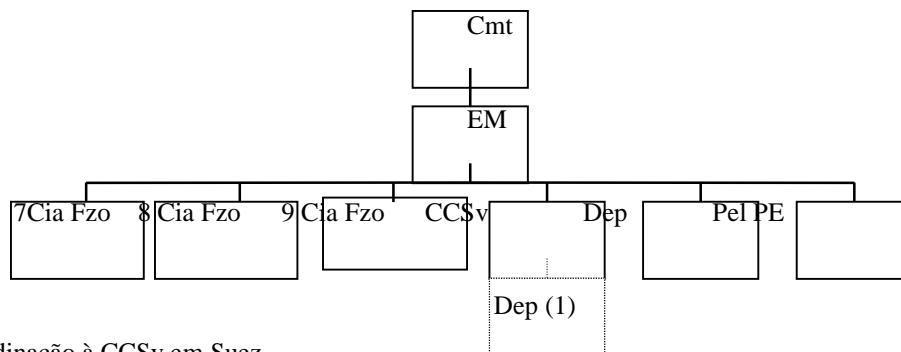 Cmt
EM
7Cia Fzo 8 Cia Fzo 9 Cia Fzo CCSv Dep Pel PE
Dep (1)
à CCSv em Suez